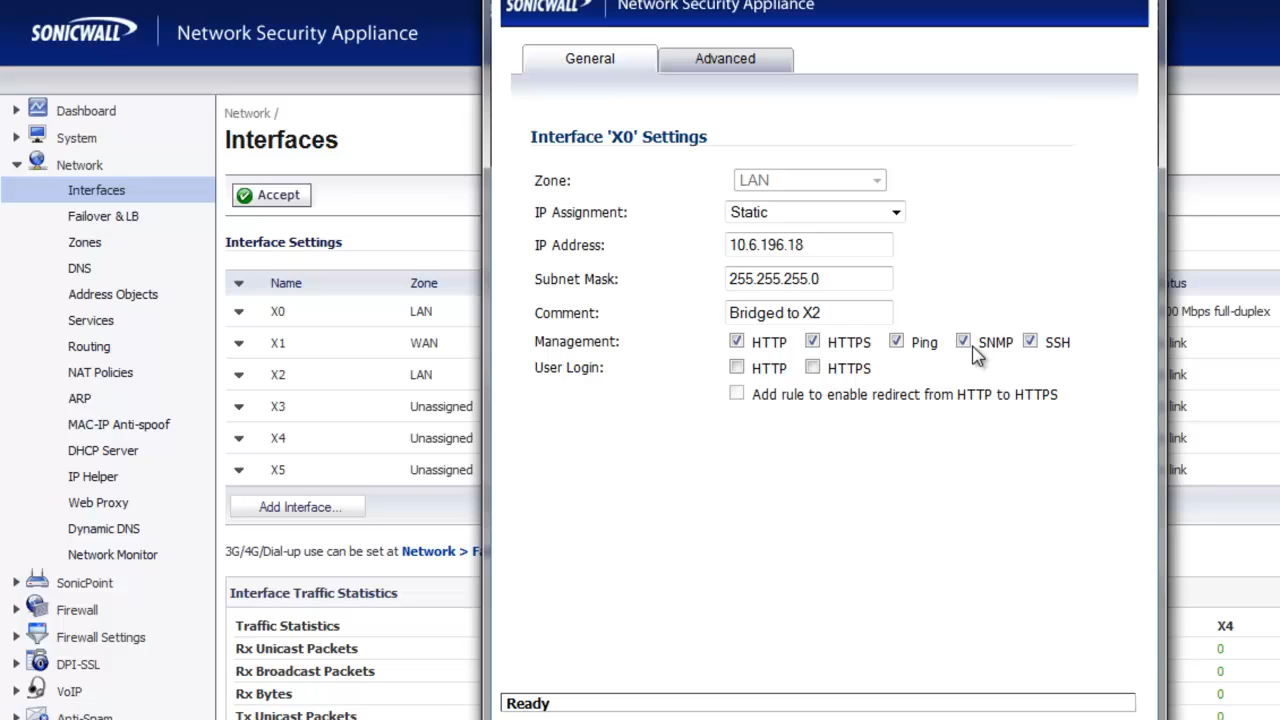 SONICWALL
Network Security Appliance
Dashboard
System
Network
Interfaces
Failover & LB
Zones
DNS
Address Objects
Services
Routing
NAT Policies
ARP
MAC-IP Anti-spoof
DHCP Server
IP Helper
Web Proxy
Dynamic DNS
Network Monitor
SonicPoint
Firewall
Firewall Settings
DPI-SSL
VoIP
Anti-Spam
Network /
Interfaces
Accept
Interface Settings
Name Zone
X0 LAN
X1 WAN
X2 LAN
X3 Unassigned
X4 Unassigned
X5 Unassigned
Add Interface...
3G/4G/Dial-up use can be set at Network >
Interface Traffic Statistics
Traffic Statistics
Rx Unicast Packets
Rx Broadcast Packets
Rx Bytes
Tx Unicast Packets
SONICWALL
Network Security Appliance
General Advanced
Interface 'X0' Settings
Zone: LAN
IP Assignment: Static
IP Address: 10.6.196.18
Subnet Mask: 255.255.255.0
Comment: Bridged to X2
Management: HTTP HTTPS Ping SNMP SSH
User Login: HTTP HTTPS
Add rule to enable redirect from HTTP to HTTPS
Ready
Mbps full-duplex
link
link
link
link
link
X4
0
0
0
0